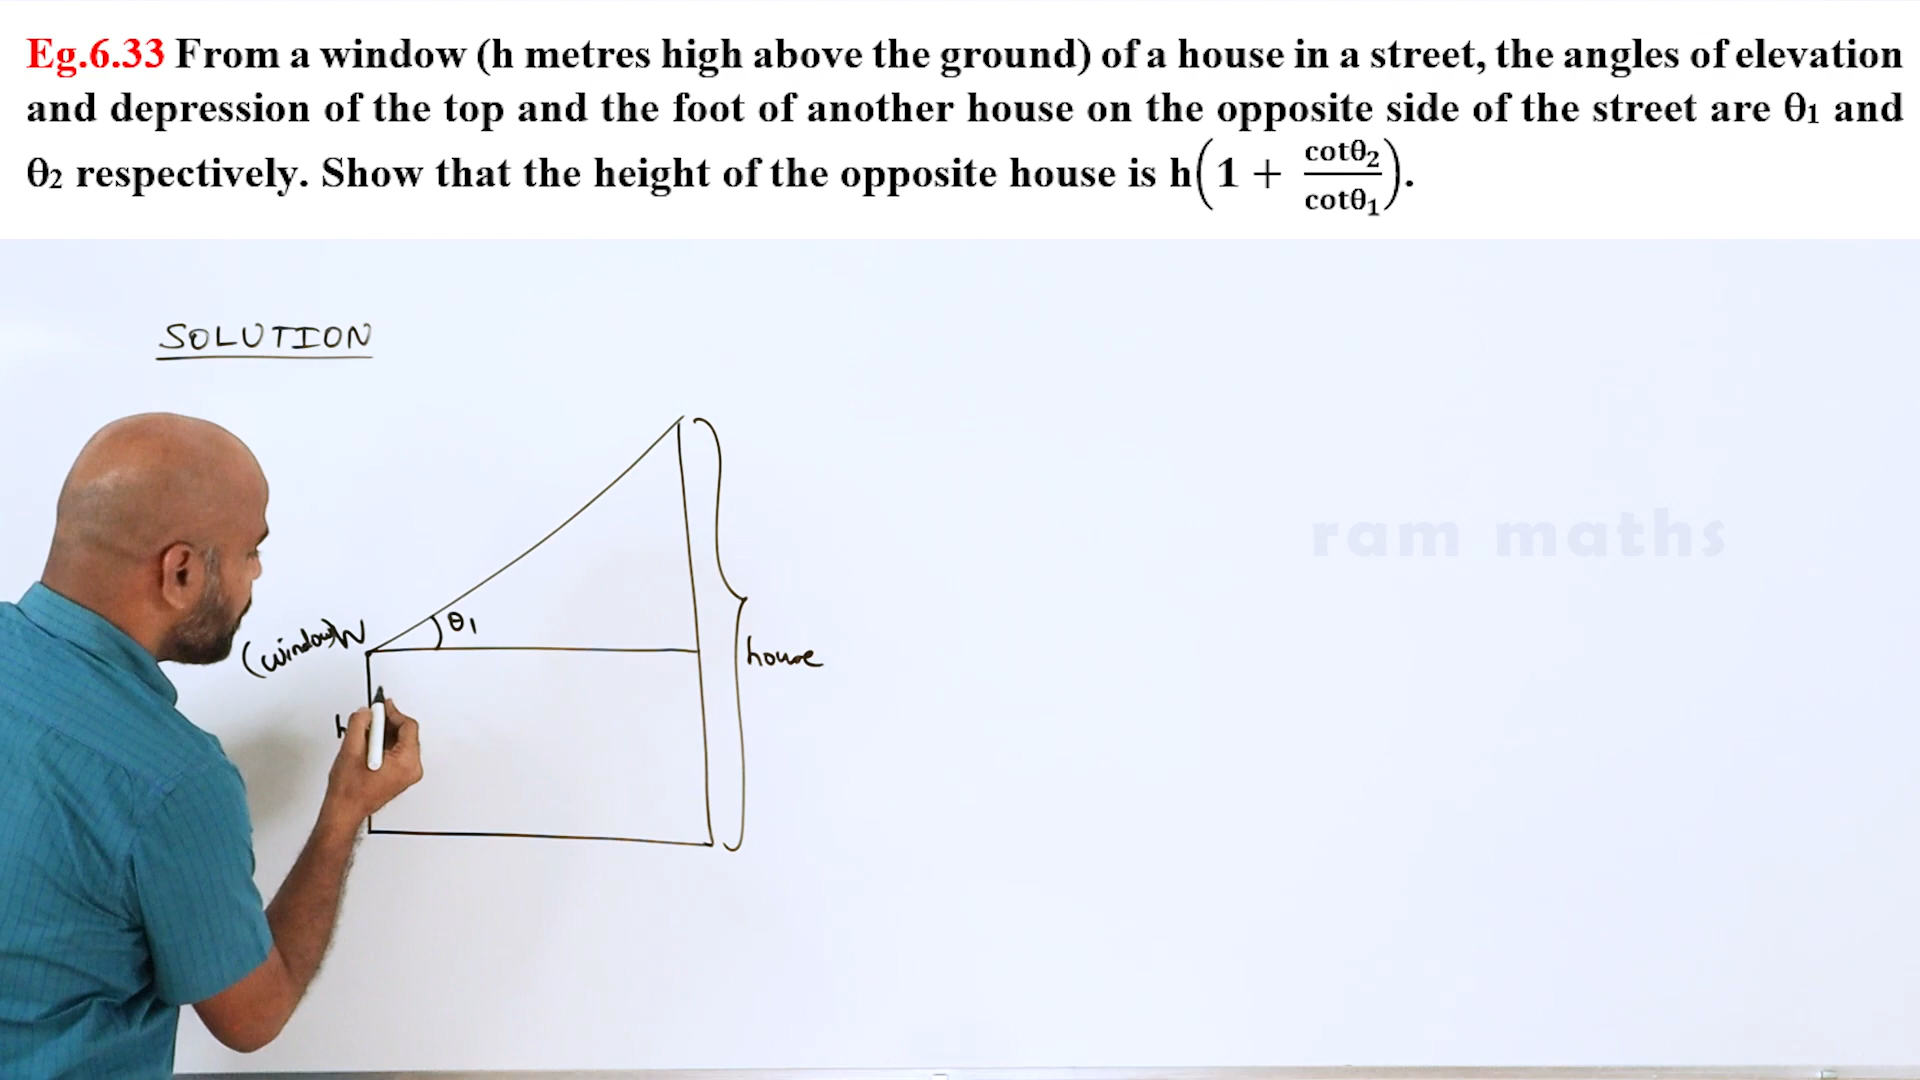 Eg.6.33 From a window (h metres high above the ground) of a house in a street, the angles of elevation
and depression of the top and the foot of another house on the opposite side of the street are θ₁ and
θ₂ respectively. Show that the height of the opposite house is h(1 + cotθ₂/cotθ₁).
SOLUTION
ram maths
θ₁
(window)W
house
h